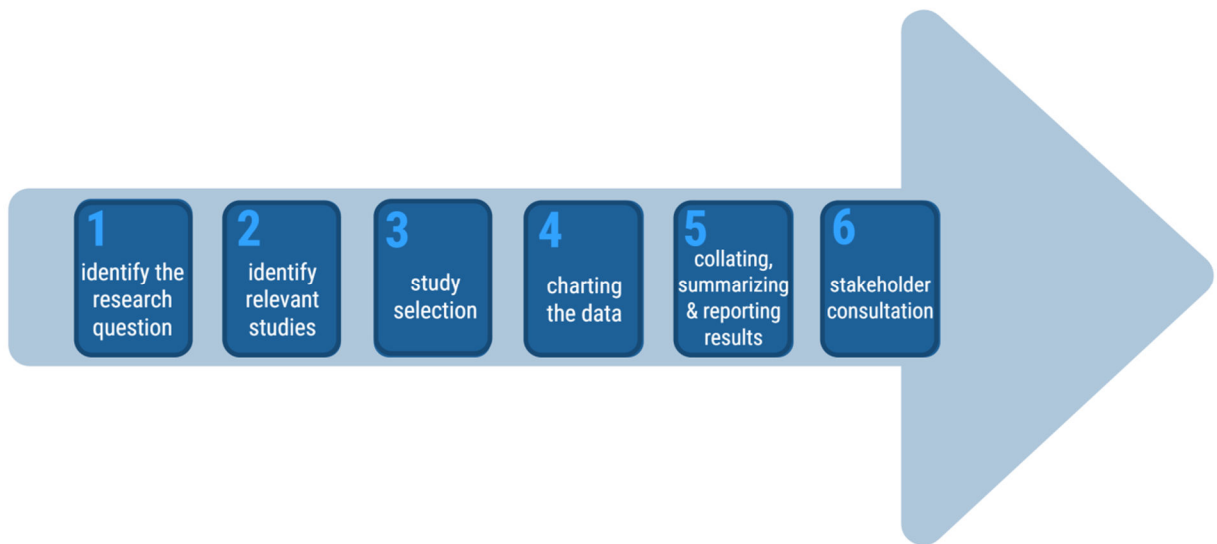 1
identify the
research
question
2
identify
relevant
studies
3
study
selection
4
charting
the data
5
collating,
summarizing
& reporting
results
6
stakeholder
consultation